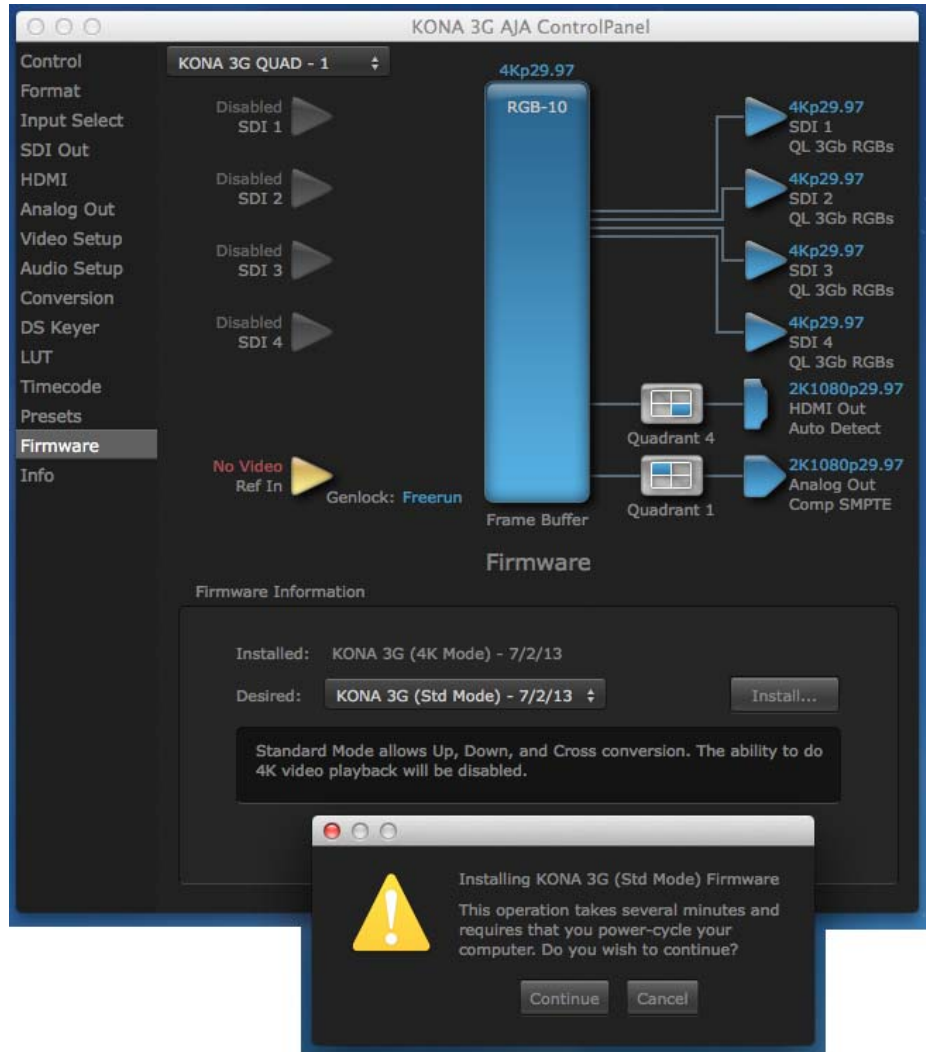 KONA 3G AJA ControlPanel
Control
Format
Input Select
SDI Out
HDMI
Analog Out
Video Setup
Audio Setup
Conversion
DS Keyer
LUT
Timecode
Presets
Firmware
Info
KONA 3G QUAD - 1
Disabled
SDI 1
Disabled
SDI 2
Disabled
SDI 3
Disabled
SDI 4
No Video
Ref In
Genlock: Freerun
4Kp29.97
RGB-10
Frame Buffer
4Kp29.97
SDI 1
QL 3Gb RGBs
4Kp29.97
SDI 2
QL 3Gb RGBs
4Kp29.97
SDI 3
QL 3Gb RGBs
4Kp29.97
SDI 4
QL 3Gb RGBs
Quadrant 4
2K1080p29.97
HDMI Out
Auto Detect
Quadrant 1
2K1080p29.97
Analog Out
Comp SMPTE
Firmware
Firmware Information
Installed: KONA 3G (4K Mode) - 7/2/13
Desired: KONA 3G (Std Mode) - 7/2/13
Install...
Standard Mode allows Up, Down, and Cross conversion. The ability to do
4K video playback will be disabled.
Installing KONA 3G (Std Mode) Firmware
This operation takes several minutes and
requires that you power-cycle your
computer. Do you wish to continue?
Continue
Cancel